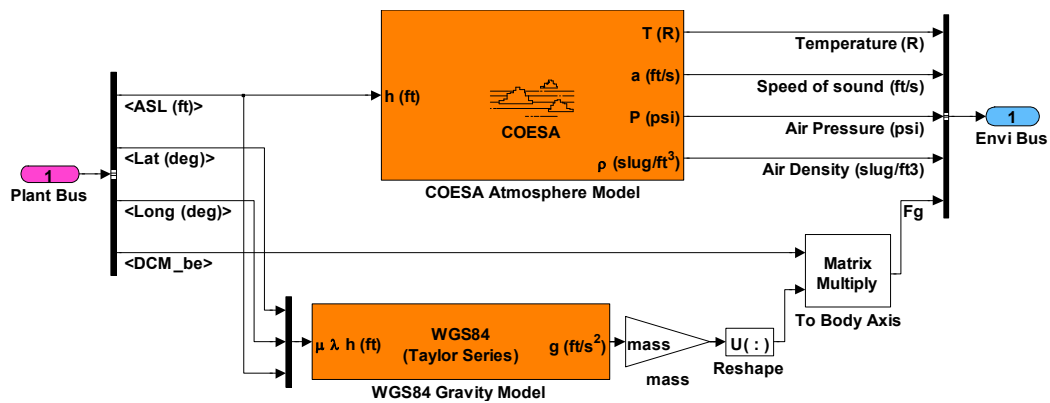 1
Plant Bus
<ASL (ft)>
<Lat (deg)>
<Long (deg)>
<DCM_be>
h (ft)
COESA
T (R)
a (ft/s)
P (psi)
ρ (slug/ft³)
COESA Atmosphere Model
Temperature (R)
Speed of sound (ft/s)
Air Pressure (psi)
Air Density (slug/ft3)
Fg
1
Envi Bus
Matrix
Multiply
To Body Axis
μ λ h (ft)
WGS84
(Taylor Series)
g (ft/s²)
WGS84 Gravity Model
mass
mass
U( : )
Reshape